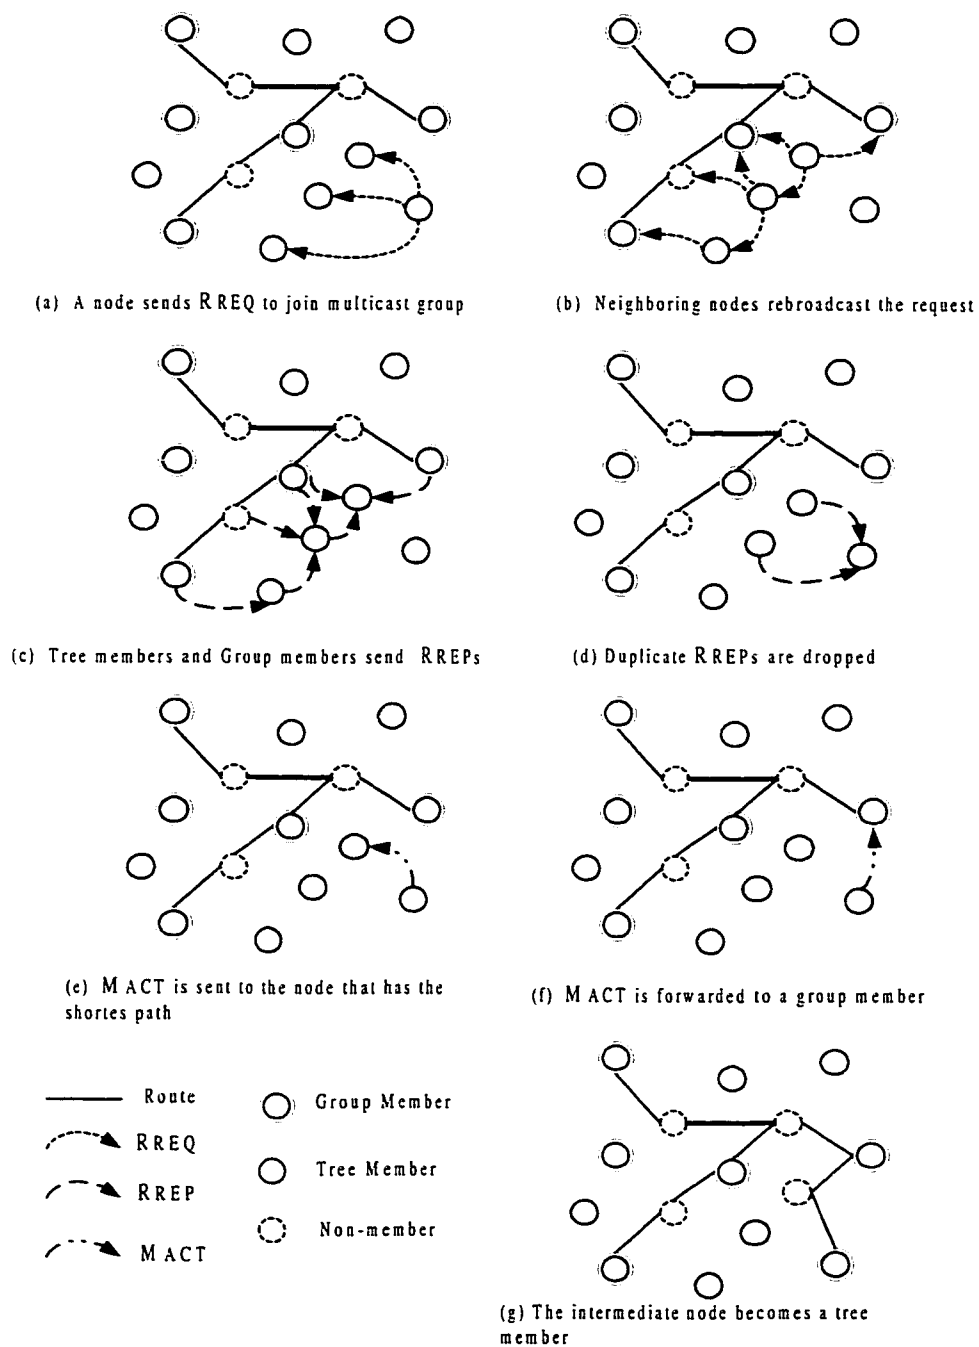 (a) A node sends RREQ to join multicast group
(b) Neighboring nodes rebroadcast the request
(c) Tree members and Group members send RREPs
(d) Duplicate RREPs are dropped
(e) MACT is sent to the node that has the
shortes path
(f) MACT is forwarded to a group member
Route
RREQ
RREP
MACT
Group Member
Tree Member
Non-member
(g) The intermediate node becomes a tree
member